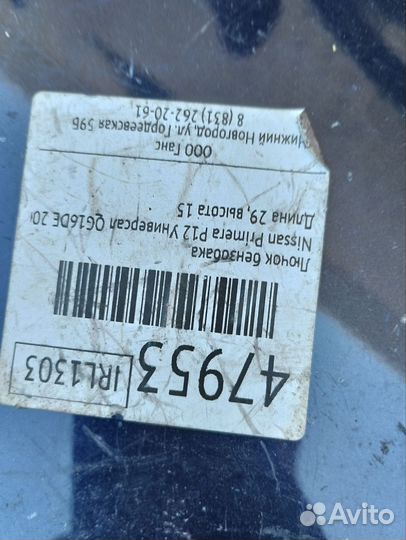 ООО Ганс
Нижний Новгород, ул. Гордеевская 59Б
8 (831) 262-20-61
Лючок бензобака
Nissan Primera P12 Универсал QG16DE 20
Длина 29, высота 15
47953
IRL1303
Avito